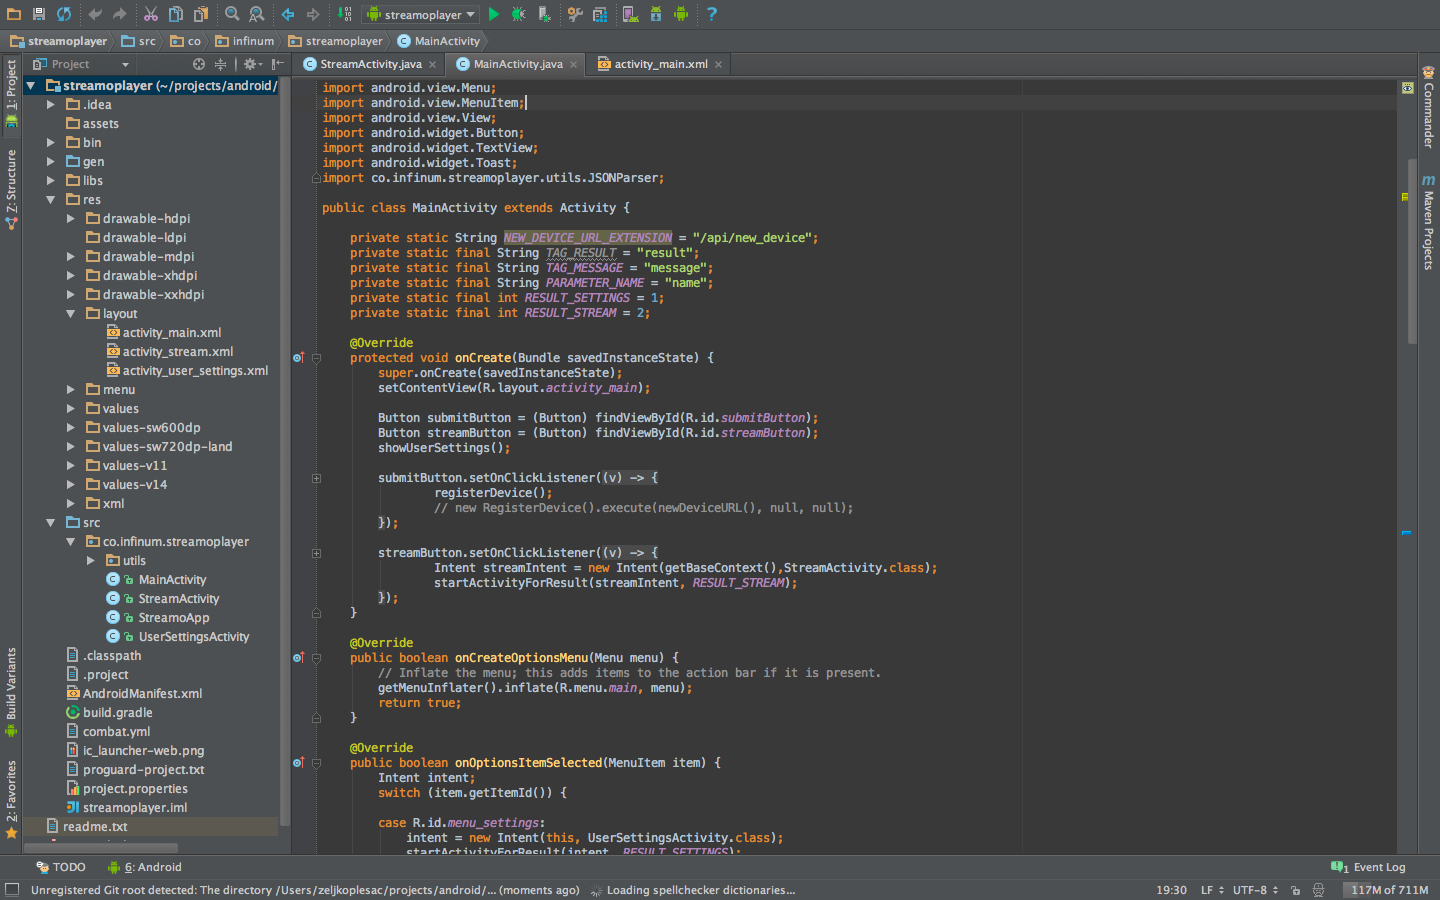 streamoplayer
?
streamoplayer
src
co
infinum
streamoplayer
MainActivity
Project
StreamActivity.java
MainActivity.java
activity_main.xml
1: Project
Z: Structure
Build Variants
2: Favorites
streamoplayer (~/projects/android/
.idea
assets
bin
gen
libs
res
drawable-hdpi
drawable-ldpi
drawable-mdpi
drawable-xhdpi
drawable-xxhdpi
layout
activity_main.xml
activity_stream.xml
activity_user_settings.xml
menu
values
values-sw600dp
values-sw720dp-land
values-v11
values-v14
xml
src
co.infinum.streamoplayer
utils
MainActivity
StreamActivity
StreamoApp
UserSettingsActivity
.classpath
.project
AndroidManifest.xml
build.gradle
combat.yml
ic_launcher-web.png
proguard-project.txt
project.properties
streamoplayer.iml
readme.txt
import android.view.Menu;
import android.view.MenuItem;
import android.view.View;
import android.widget.Button;
import android.widget.TextView;
import android.widget.Toast;
import co.infinum.streamoplayer.utils.JSONParser;
public class MainActivity extends Activity {
private static String NEW_DEVICE_URL_EXTENSION = "/api/new_device";
private static final String TAG_RESULT = "result";
private static final String TAG_MESSAGE = "message";
private static final String PARAMETER_NAME = "name";
private static final int RESULT_SETTINGS = 1;
private static final int RESULT_STREAM = 2;
@Override
protected void onCreate(Bundle savedInstanceState) {
super.onCreate(savedInstanceState);
setContentView(R.layout.activity_main);
Button submitButton = (Button) findViewById(R.id.submitButton);
Button streamButton = (Button) findViewById(R.id.streamButton);
showUserSettings();
submitButton.setOnClickListener((v) -> {
registerDevice();
// new RegisterDevice().execute(newDeviceURL(), null, null);
});
streamButton.setOnClickListener((v) -> {
Intent streamIntent = new Intent(getBaseContext(),StreamActivity.class);
startActivityForResult(streamIntent, RESULT_STREAM);
});
}
@Override
public boolean onCreateOptionsMenu(Menu menu) {
// Inflate the menu; this adds items to the action bar if it is present.
getMenuInflater().inflate(R.menu.main, menu);
return true;
}
@Override
public boolean onOptionsItemSelected(MenuItem item) {
Intent intent;
switch (item.getItemId()) {
case R.id.menu_settings:
intent = new Intent(this, UserSettingsActivity.class);
startActivityForResult(intent, RESULT_SETTINGS);
Commander
m Maven Projects
TODO
6: Android
1 Event Log
Unregistered Git root detected: The directory /Users/zeljkoplesac/projects/android/... (moments ago)
Loading spellchecker dictionaries...
19:30
LF
UTF-8
117M of 711M